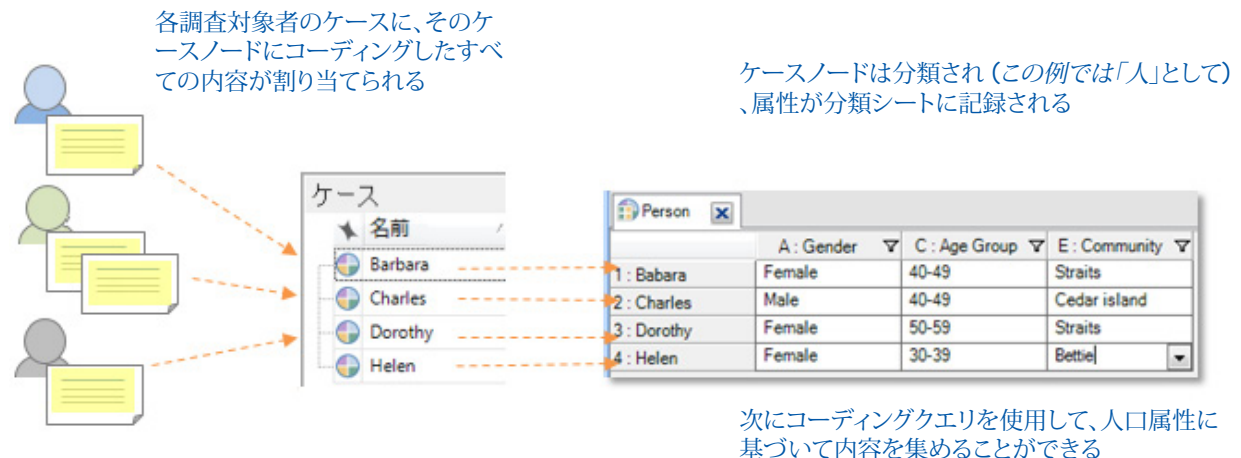 各調査対象者のケースに、そのケ
ースノードにコーディングしたすべ
ての内容が割り当てられる
ケースノードは分類され (この例では「人」として)
、属性が分類シートに記録される
ケース
名前
Barbara
Charles
Dorothy
Helen
Person
A : Gender C : Age Group E : Community
1 : Babara Female 40-49 Straits
2 : Charles Male 40-49 Cedar island
3 : Dorothy Female 50-59 Straits
4 : Helen Female 30-39 Bettie
次にコーディングクエリを使用して、人口属性に
基づいて内容を集めることができる